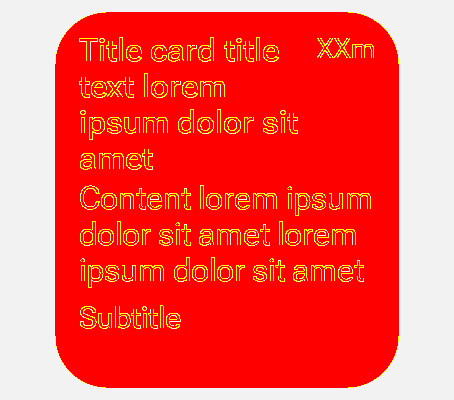 Title card title XXm
text lorem
ipsum dolor sit
amet
Content lorem ipsum
dolor sit amet lorem
ipsum dolor sit amet
Subtitle